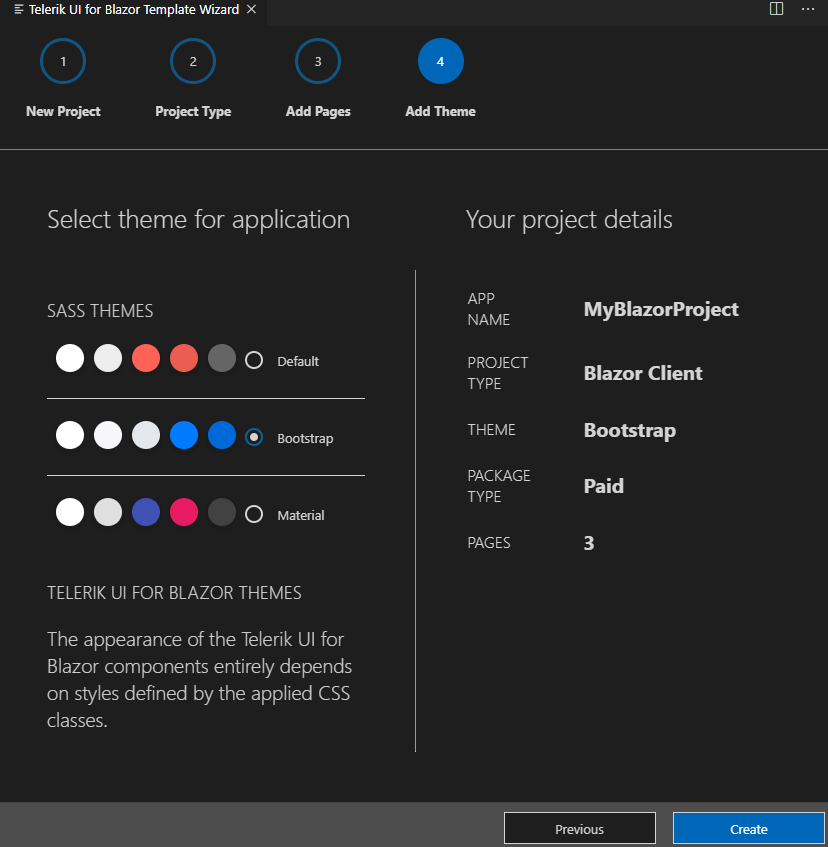 Telerik UI for Blazor Template Wizard
1
2
3
4
New Project
Project Type
Add Pages
Add Theme
Select theme for application
SASS THEMES
Default
Bootstrap
Material
TELERIK UI FOR BLAZOR THEMES
The appearance of the Telerik UI for
Blazor components entirely depends
on styles defined by the applied CSS
classes.
Your project details
APP
NAME
MyBlazorProject
PROJECT
TYPE
Blazor Client
THEME
Bootstrap
PACKAGE
TYPE
Paid
PAGES
3
Previous
Create